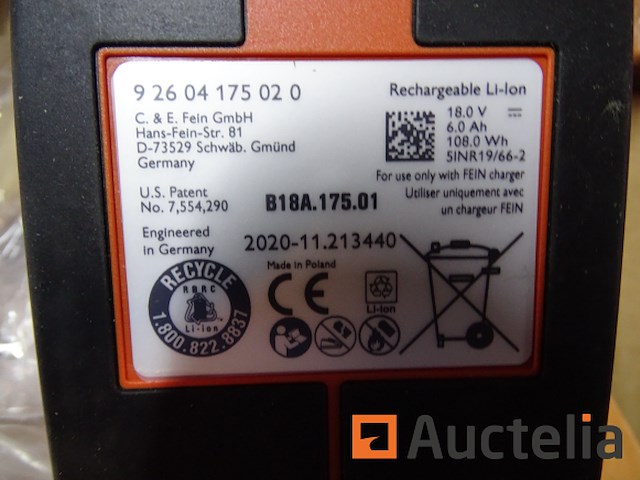 9 26 04 175 02 0
C. & E. Fein GmbH
Hans-Fein-Str. 81
D-73529 Schwäb. Gmünd
Germany
Rechargeable LI-Ion
18.0 V
6.0 Ah
108.0 Wh
5INR19/66-2
For use only with FEIN charger
Utiliser uniquement avec
un chargeur FEIN
U.S. Patent
No. 7,554,290
B18A.175.01
Engineered
in Germany
2020-11.213440
Made in Poland
CE
Li-Ion
RECYCLE
RBRC
Li-ion
1.800.822.8837
Auctelia